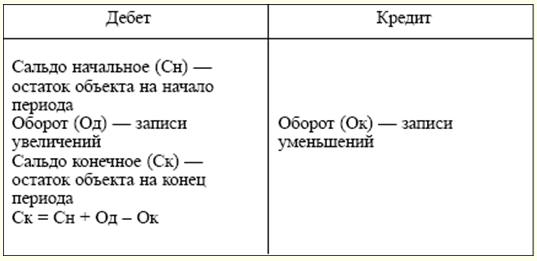 Дебет
Кредит
Сальдо начальное (Сн) —
остаток объекта на начало
периода
Оборот (Од) — записи
увеличений
Сальдо конечное (Ск) —
остаток объекта на конец
периода
Ск = Сн + Од – Ок
Оборот (Ок) — записи
уменьшений